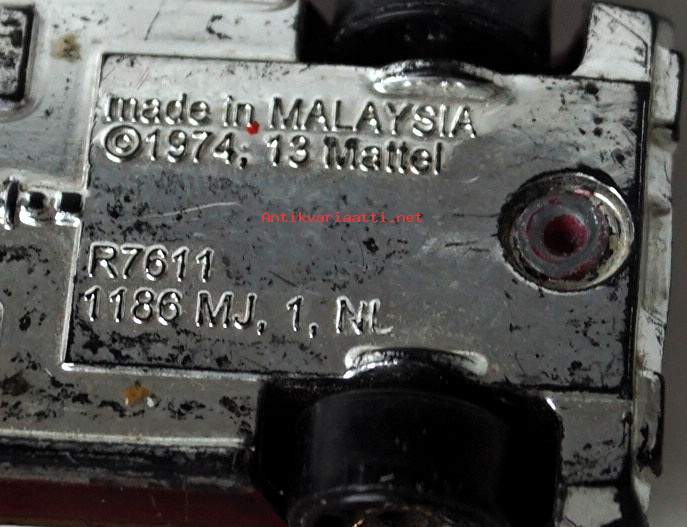 made in MALAYSIA
©1974; 13 Mattel
Antikvariaatti.net
R7611
1186 MJ, 1, NL